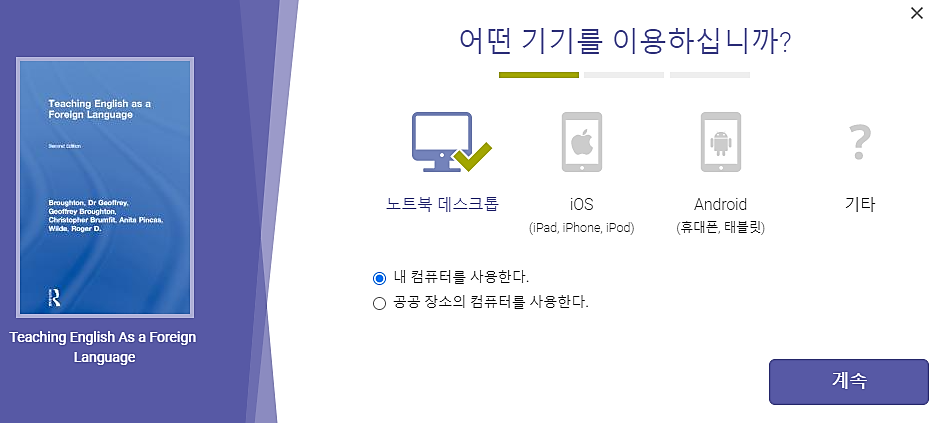 어떤 기기를 이용하십니까?
Teaching English as a
Foreign Language
Second Edition
Broughton, Dr Geoffrey,
Geoffrey Broughton,
Christopher Brumfit, Anita Pincas,
Wilde, Roger D.
Teaching English As a Foreign
Language
노트북 데스크톱
iOS
(iPad, iPhone, iPod)
Android
(휴대폰, 태블릿)
?
기타
내 컴퓨터를 사용한다.
공공 장소의 컴퓨터를 사용한다.
계속